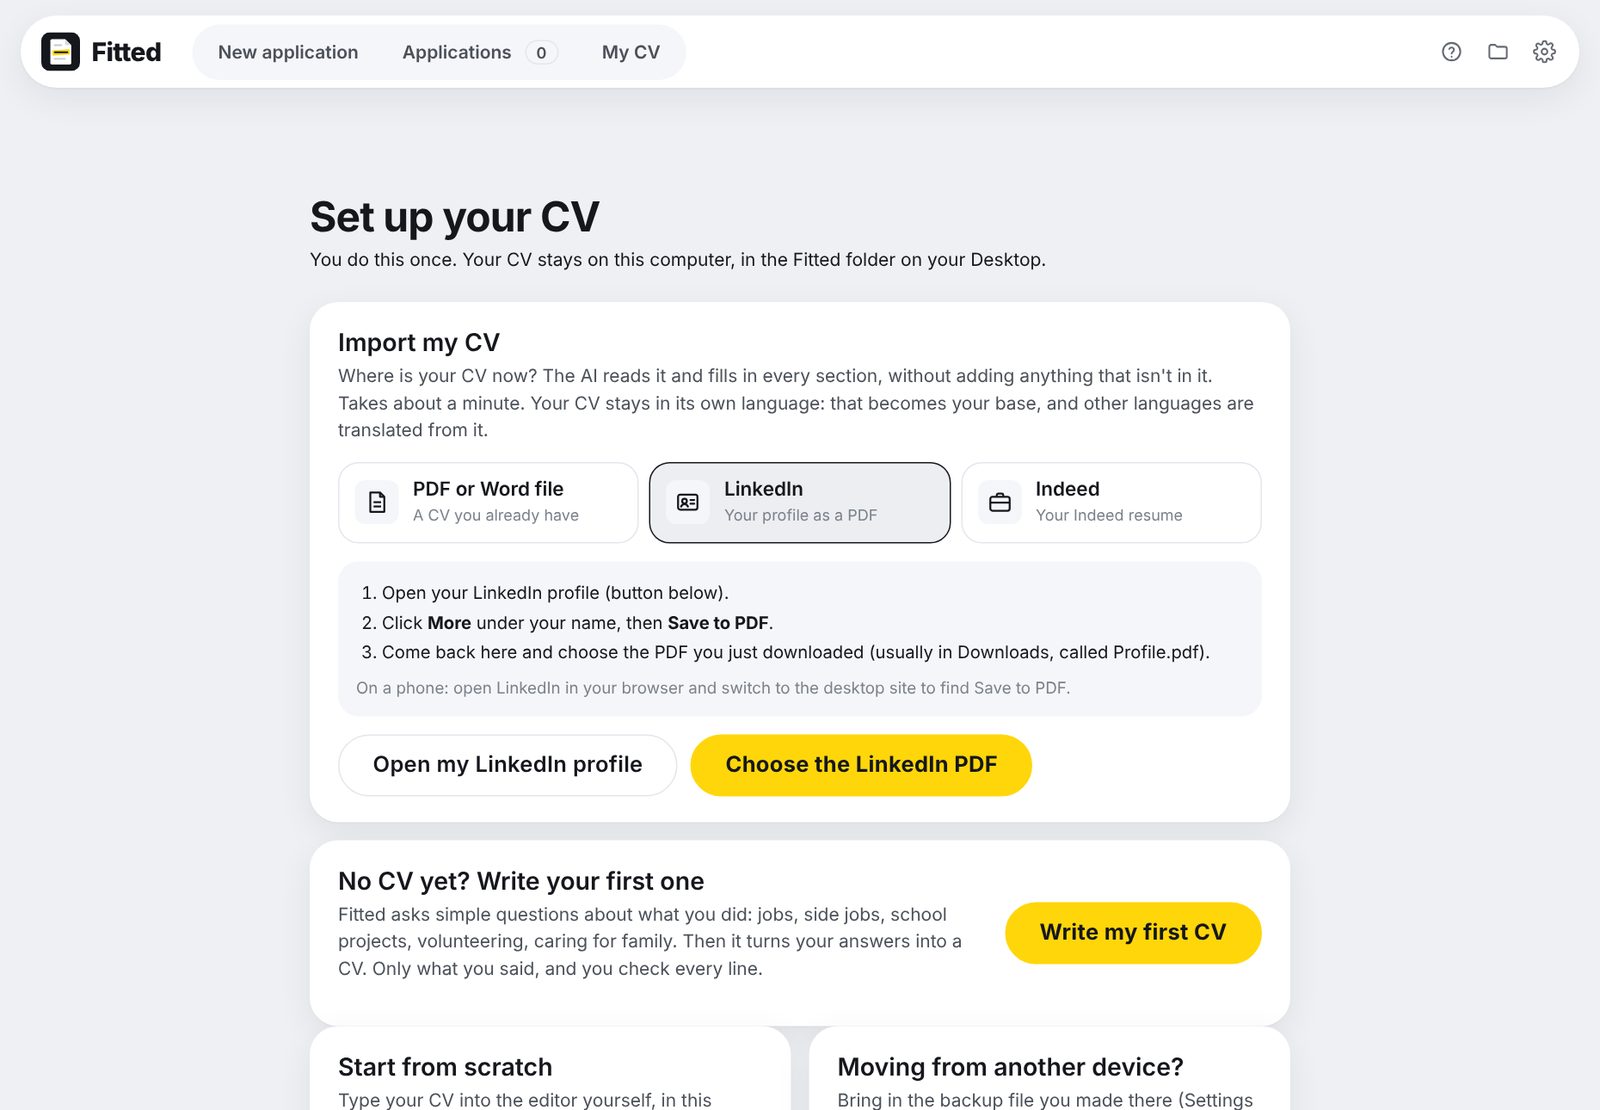 Fitted
New application
Applications 0
My CV
Set up your CV
You do this once. Your CV stays on this computer, in the Fitted folder on your Desktop.
Import my CV
Where is your CV now? The AI reads it and fills in every section, without adding anything that isn't in it.
Takes about a minute. Your CV stays in its own language: that becomes your base, and other languages are
translated from it.
PDF or Word file
A CV you already have
LinkedIn
Your profile as a PDF
Indeed
Your Indeed resume
1. Open your LinkedIn profile (button below).
2. Click More under your name, then Save to PDF.
3. Come back here and choose the PDF you just downloaded (usually in Downloads, called Profile.pdf).
On a phone: open LinkedIn in your browser and switch to the desktop site to find Save to PDF.
Open my LinkedIn profile
Choose the LinkedIn PDF
No CV yet? Write your first one
Fitted asks simple questions about what you did: jobs, side jobs, school
projects, volunteering, caring for family. Then it turns your answers into a
CV. Only what you said, and you check every line.
Write my first CV
Start from scratch
Type your CV into the editor yourself, in this
Moving from another device?
Bring in the backup file you made there (Settings